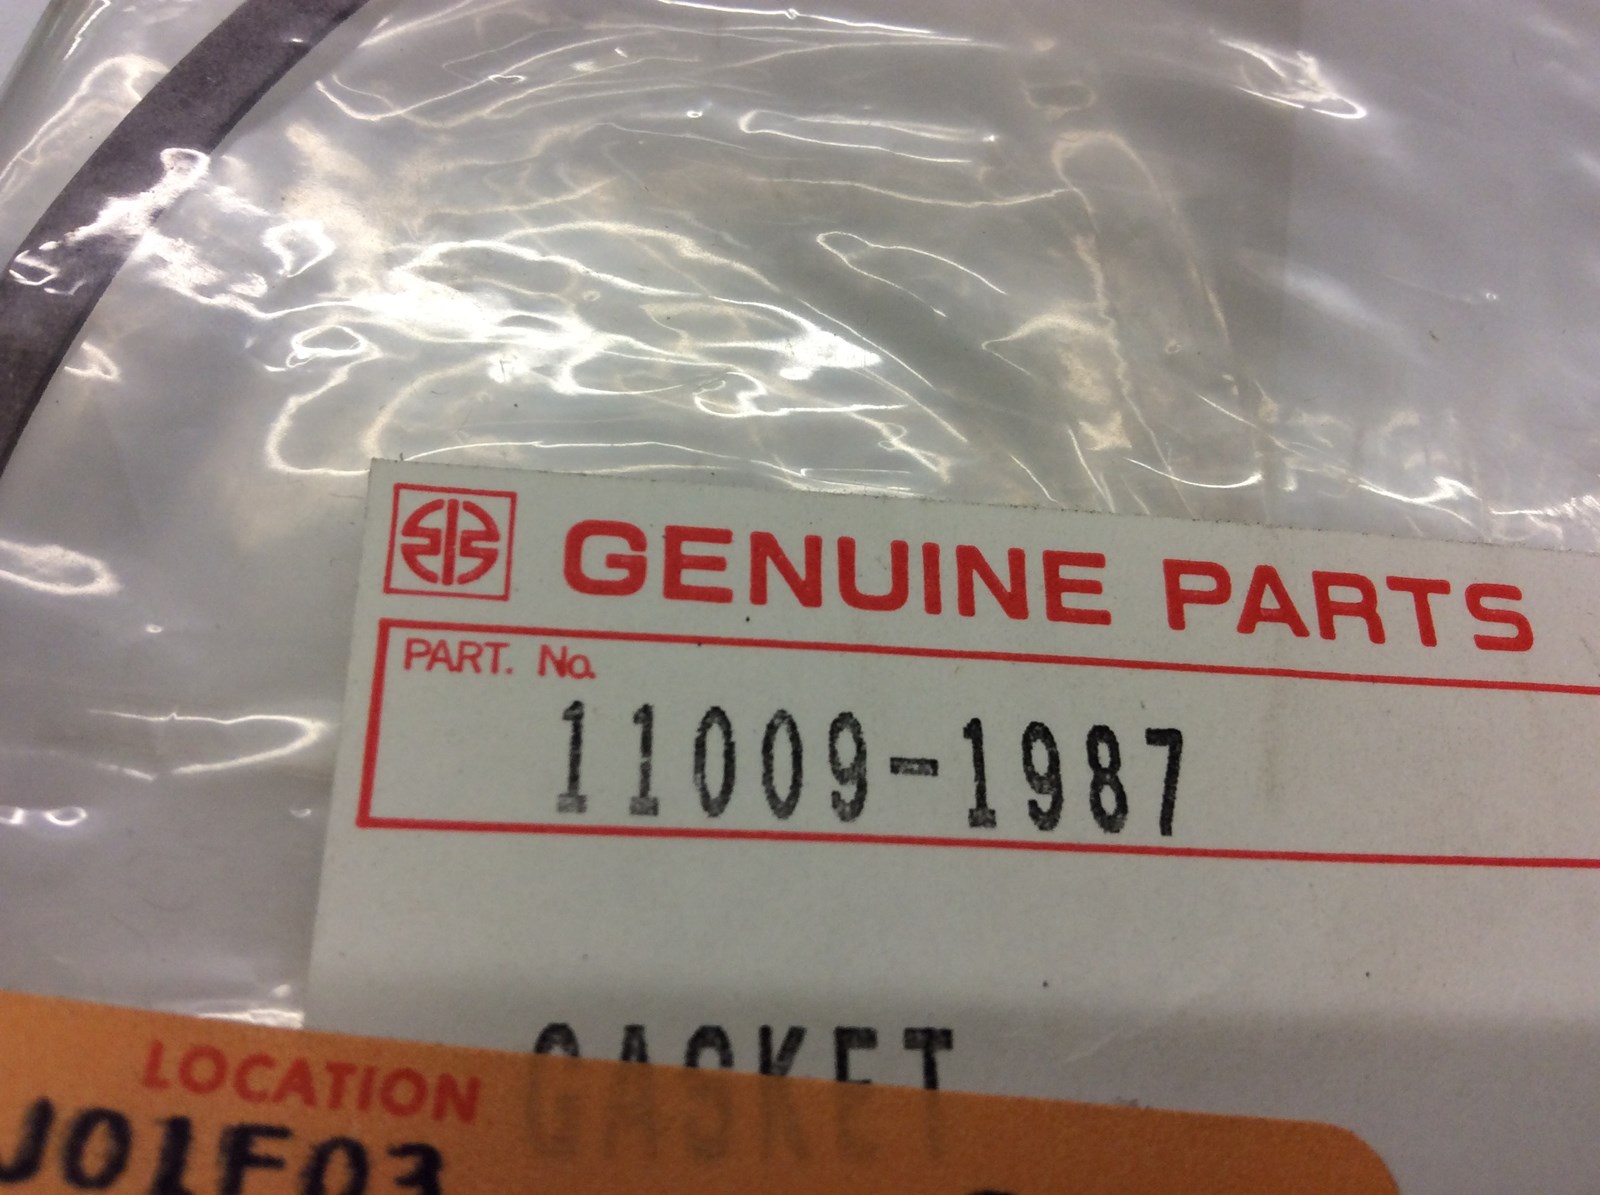 GENUINE PARTS
PART. No.
11009-1987
GASKET
LOCATION
J01F03